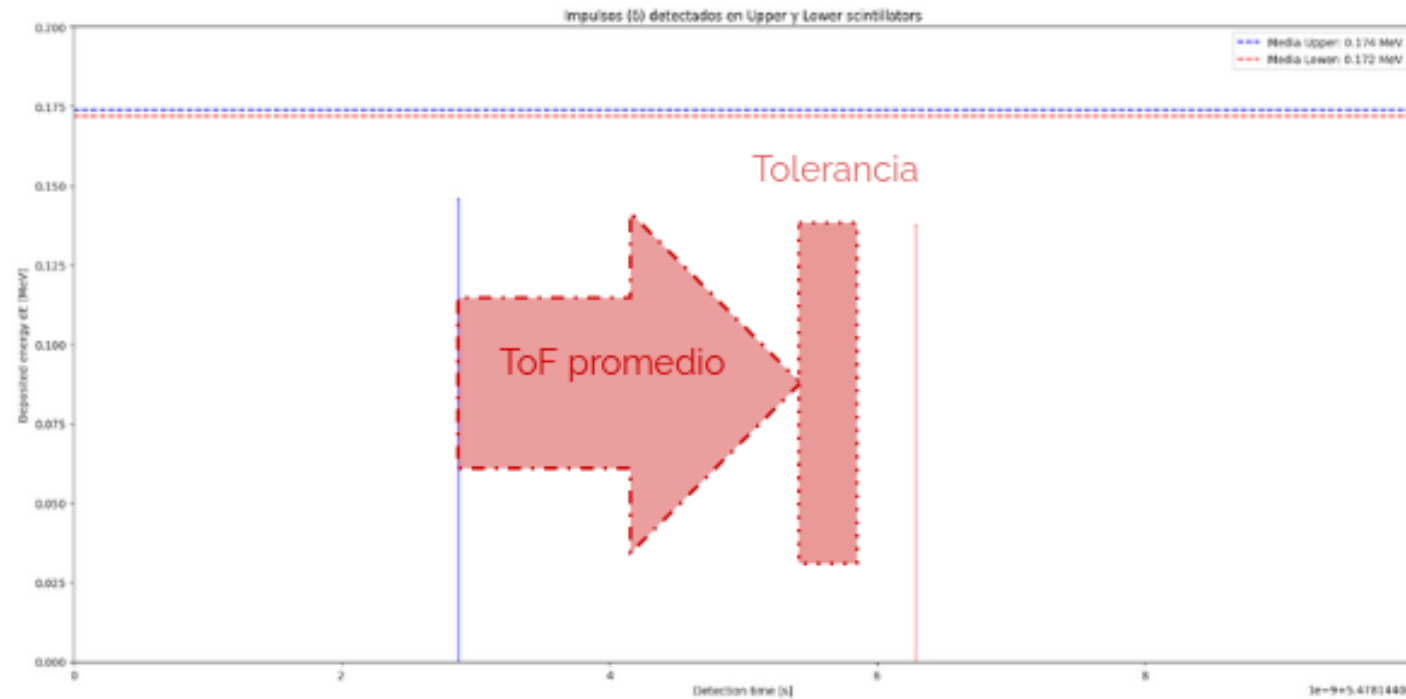 Impulsos (δ) detectados en Upper y Lower scintillators
0.200
Media Upper: 0.174 MeV
Media Lower: 0.172 MeV
0.175
0.150
0.125
0.100
0.075
0.050
0.025
0.000
Deposited energy dE [MeV]
Tolerancia
ToF promedio
0 2 4 6 8
Detection time [s]
1e−9+5.4781440